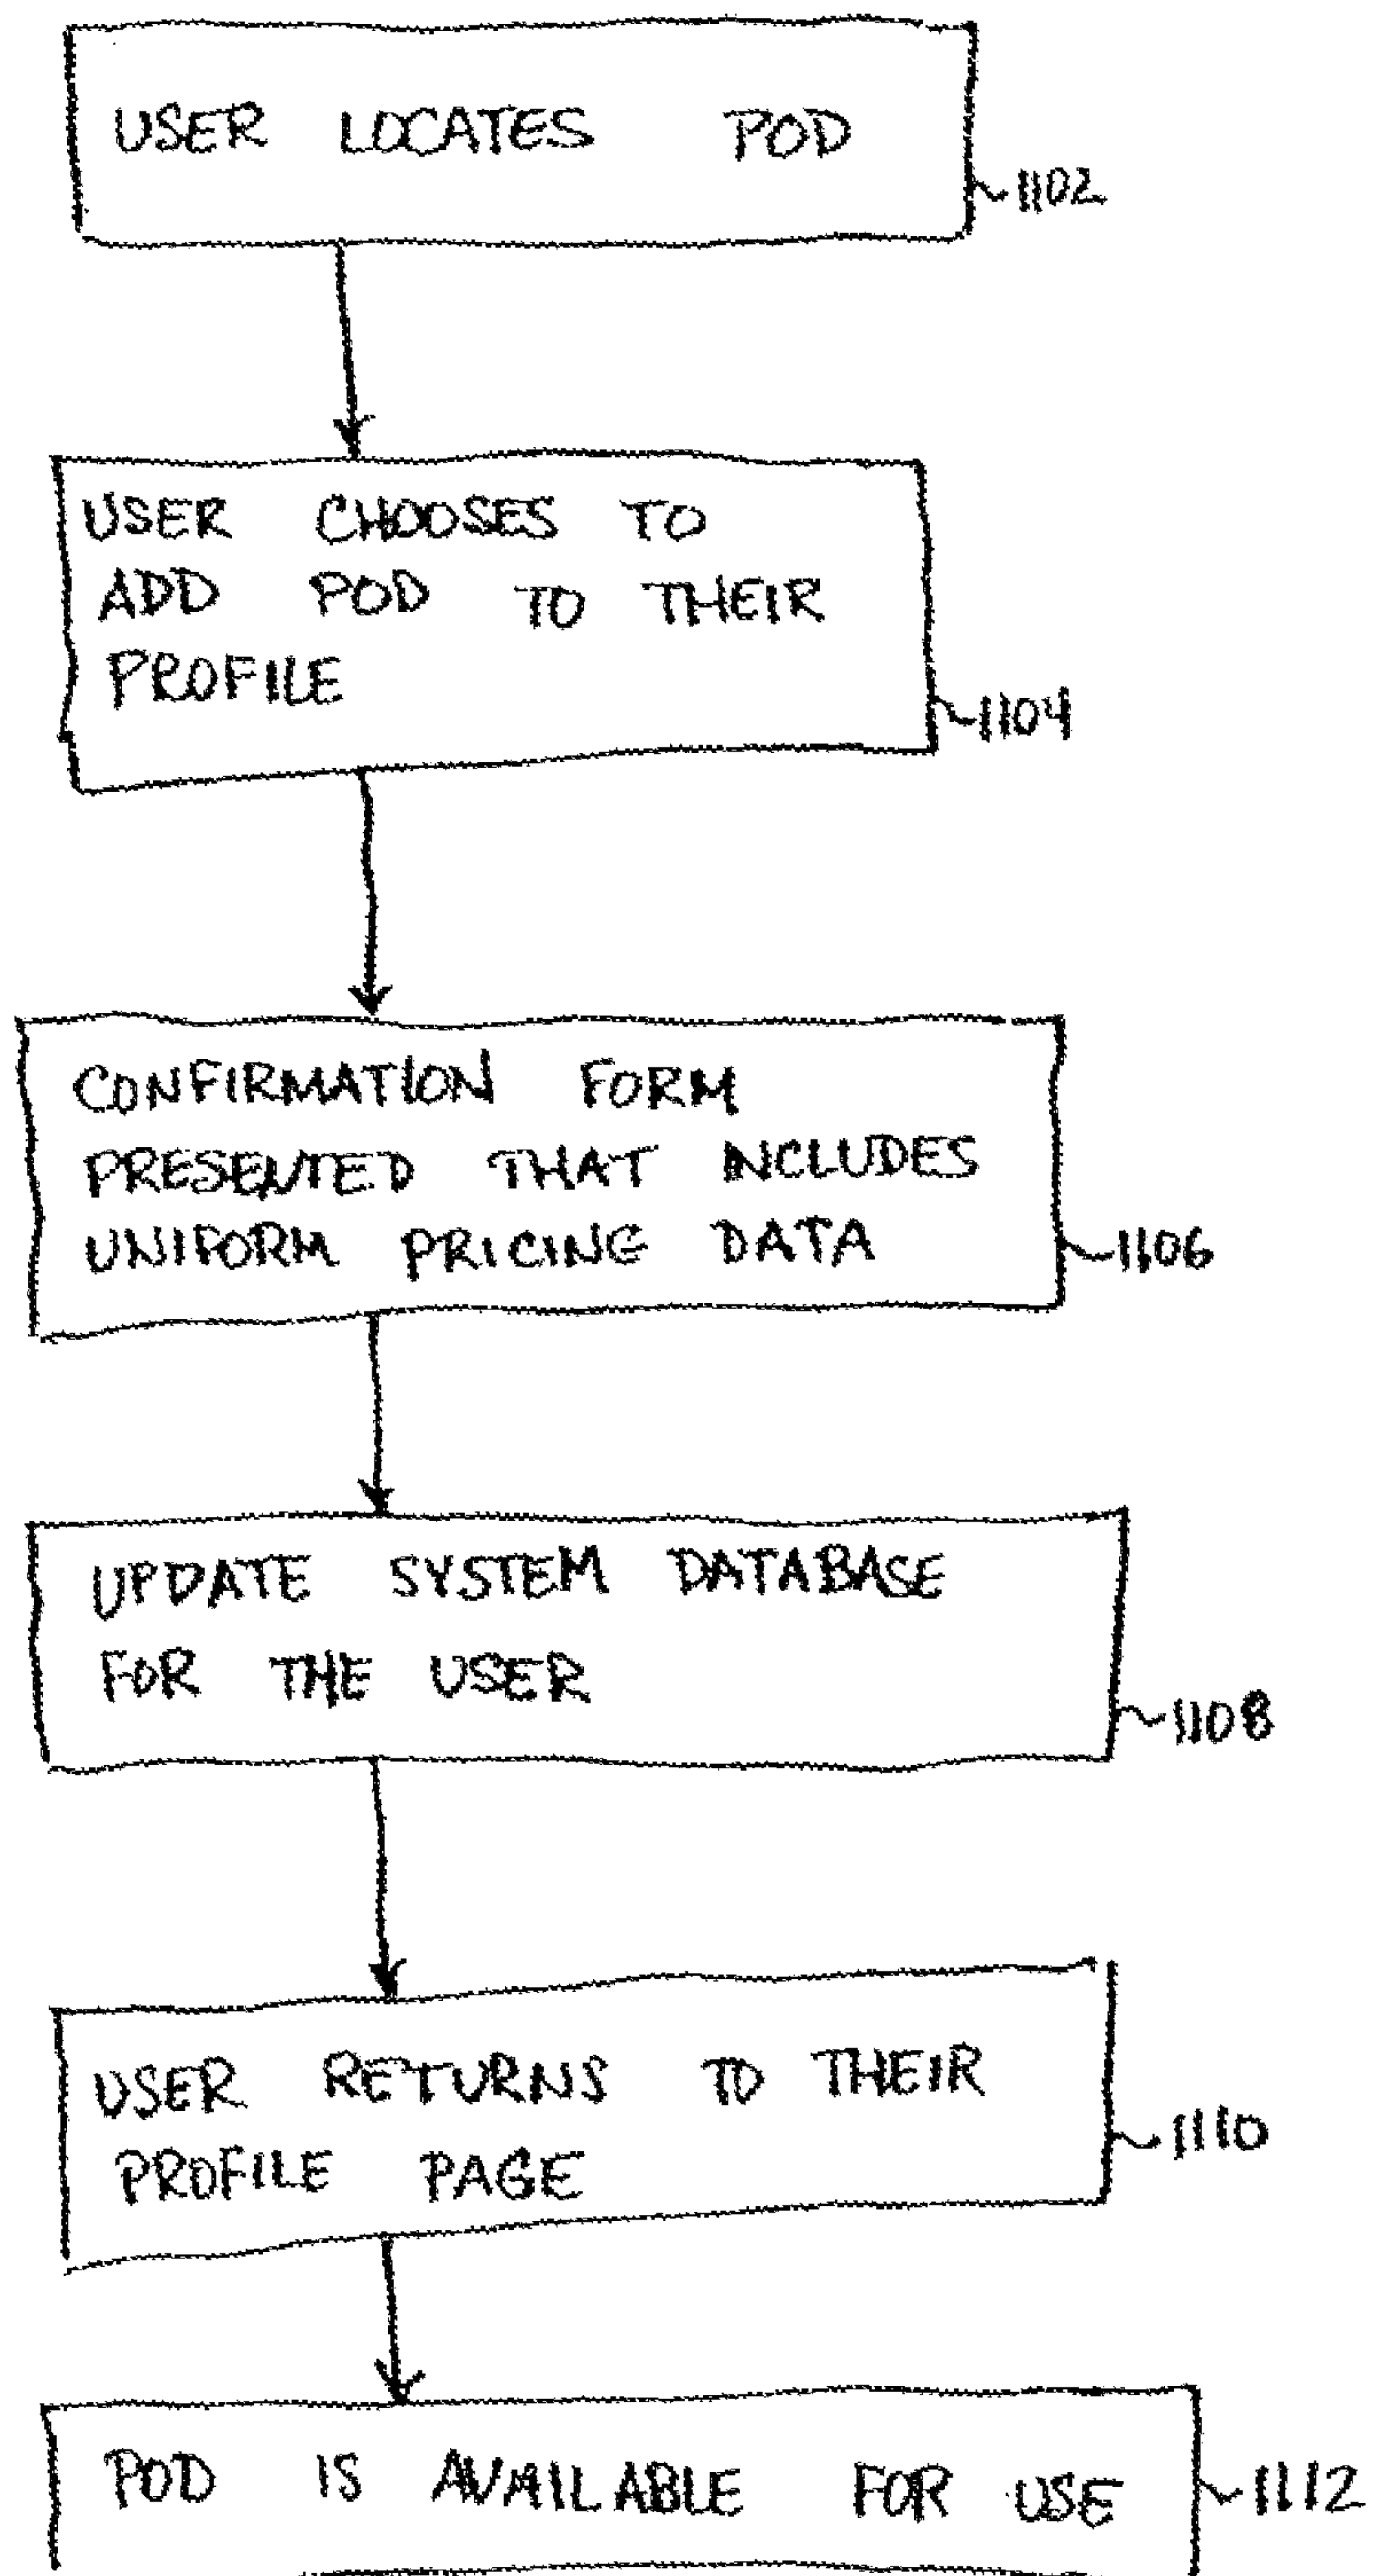 USER LOCATES POD
1102
USER CHOOSES TO
ADD POD TO THEIR
PROFILE
1104
CONFIRMATION FORM
PRESENTED THAT INCLUDES
UNIFORM PRICING DATA
1106
UPDATE SYSTEM DATABASE
FOR THE USER
1108
USER RETURNS TO THEIR
PROFILE PAGE
1110
POD IS AVAILABLE FOR USE
1112